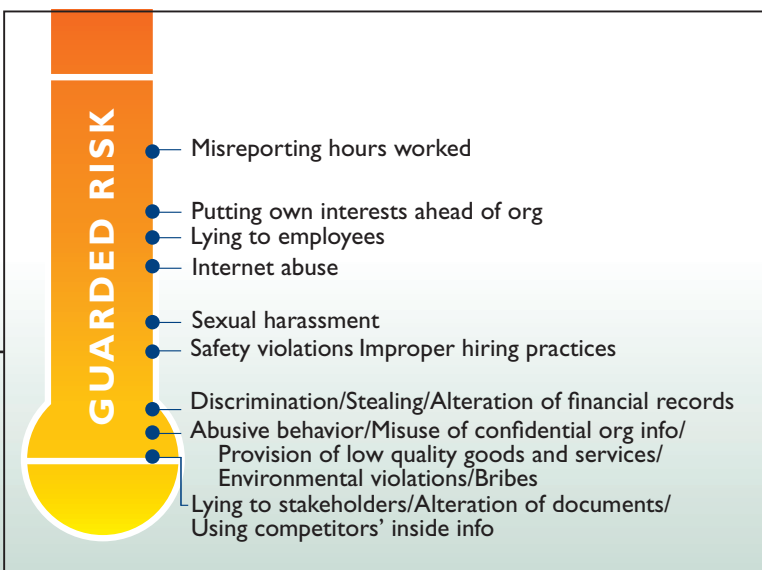 GUARDED RISK
Misreporting hours worked
Putting own interests ahead of org
Lying to employees
Internet abuse
Sexual harassment
Safety violations Improper hiring practices
Discrimination/Stealing/Alteration of financial records
Abusive behavior/Misuse of confidential org info/
Provision of low quality goods and services/
Environmental violations/Bribes
Lying to stakeholders/Alteration of documents/
Using competitors’ inside info